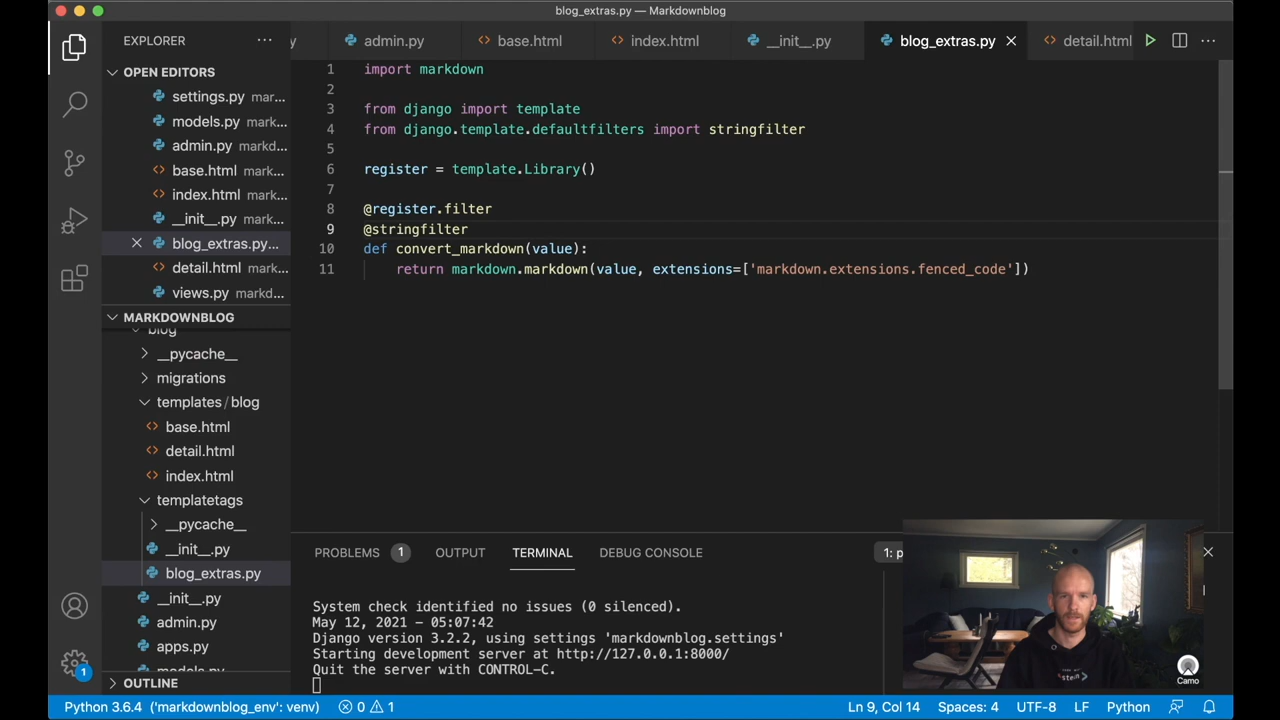 blog_extras.py — Markdownblog
EXPLORER
y
admin.py
base.html
index.html
__init__.py
blog_extras.py
detail.html
OPEN EDITORS
settings.py mar...
models.py mark...
admin.py mark...
base.html mark...
index.html mark...
__init__.py mark...
blog_extras.py...
detail.html mark...
views.py markd...
MARKDOWNBLOG
blog
__pycache__
migrations
templates / blog
base.html
detail.html
index.html
templatetags
__pycache__
__init__.py
blog_extras.py
__init__.py
admin.py
apps.py
models.py
OUTLINE
1 import markdown
2
3 from django import template
4 from django.template.defaultfilters import stringfilter
5
6 register = template.Library()
7
8 @register.filter
9 @stringfilter
10 def convert_markdown(value):
11 return markdown.markdown(value, extensions=['markdown.extensions.fenced_code'])
PROBLEMS 1 OUTPUT TERMINAL DEBUG CONSOLE 1: p
System check identified no issues (0 silenced).
May 12, 2021 - 05:07:42
Django version 3.2.2, using settings 'markdownblog.settings'
Starting development server at http://127.0.0.1:8000/
Quit the server with CONTROL-C.
Camo
1
Python 3.6.4 ('markdownblog_env': venv) 0 1 Ln 9, Col 14 Spaces: 4 UTF-8 LF Python